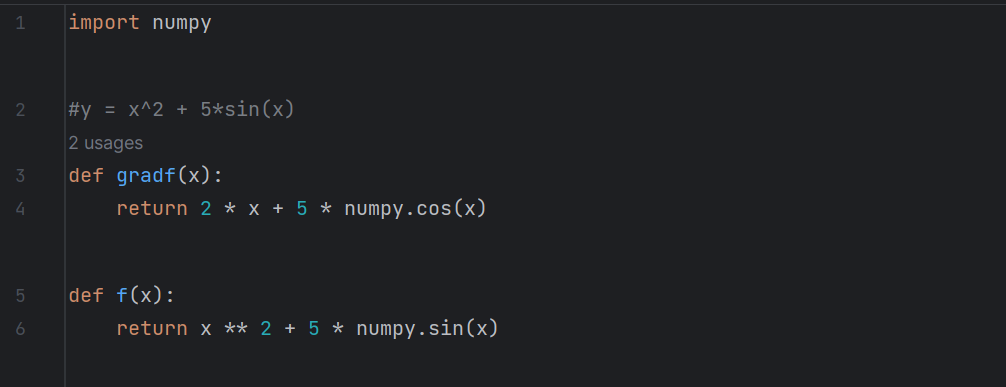 1 import numpy
2 #y = x^2 + 5*sin(x)
2 usages
3 def gradf(x):
4     return 2 * x + 5 * numpy.cos(x)
5 def f(x):
6     return x ** 2 + 5 * numpy.sin(x)